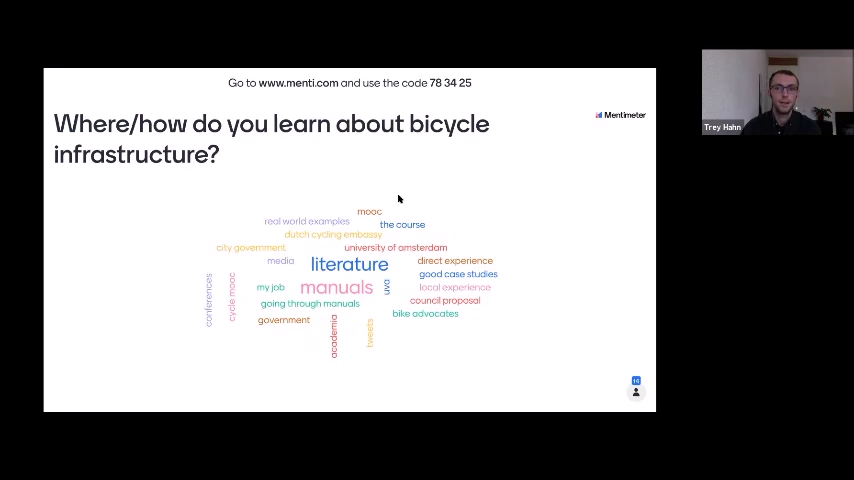 Go to www.menti.com and use the code 78 34 25
Where/how do you learn about bicycle
infrastructure?
Mentimeter
Trey Hahn
mooc
real world examples
the course
dutch cycling embassy
city government
university of amsterdam
media
literature
direct experience
good case studies
conferences
cycle mooc
my job
manuals
uva
local experience
going through manuals
council proposal
bike advocates
government
academia
tweets
14